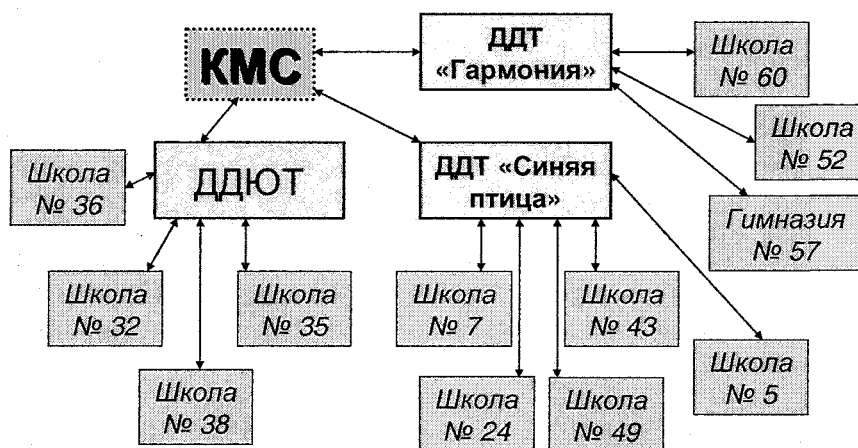 КМС
ДДТ
«Гармония»
Школа
№ 60
Школа
№ 52
Гимназия
№ 57
ДДЮТ
ДДТ «Синяя
птица»
Школа
№ 36
Школа
№ 32
Школа
№ 35
Школа
№ 38
Школа
№ 7
Школа
№ 43
Школа
№ 24
Школа
№ 49
Школа
№ 5